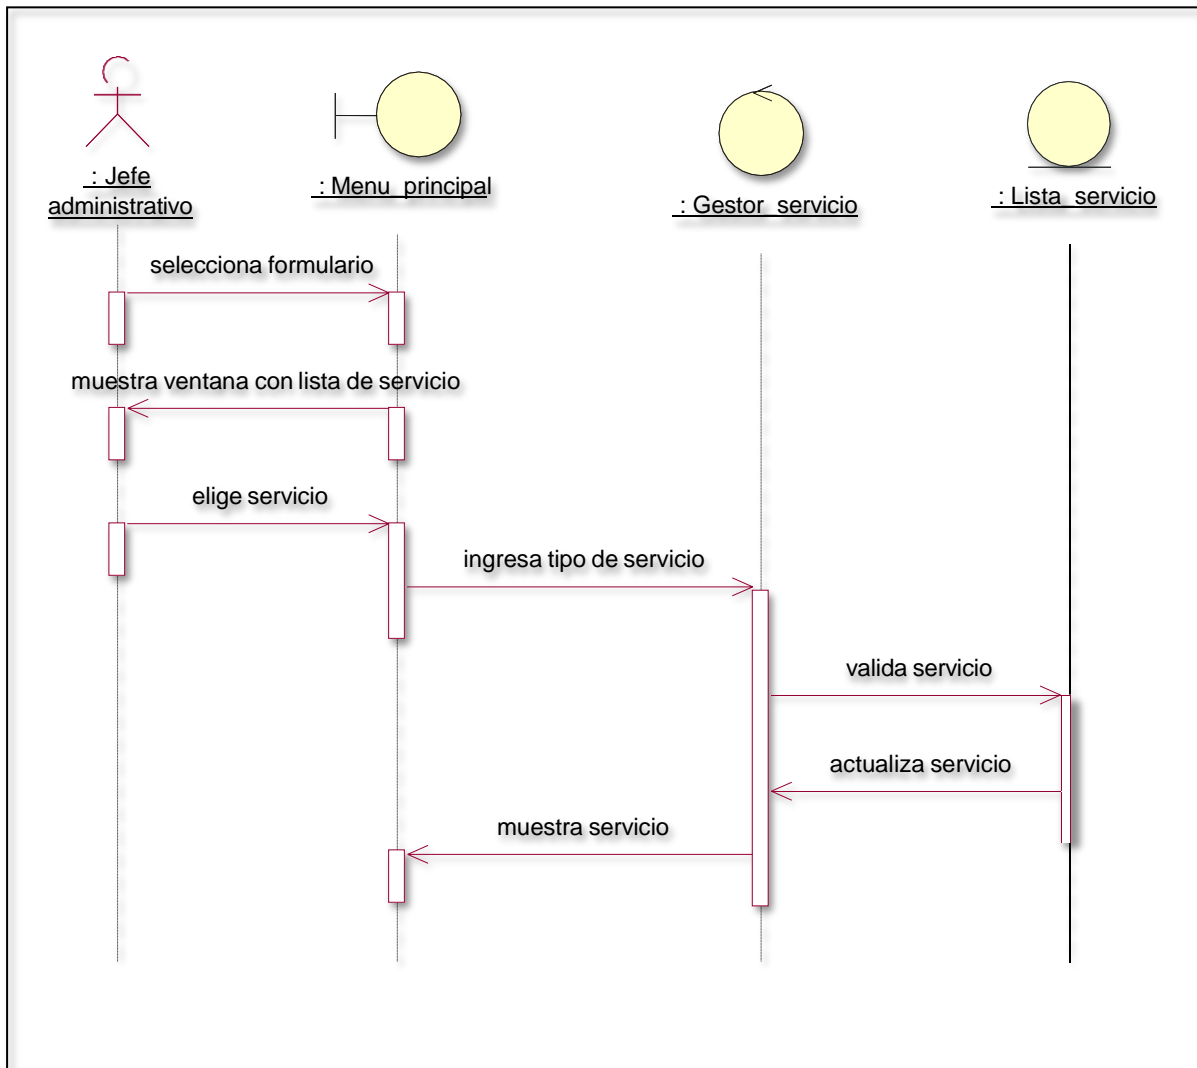 : Jefe
administrativo
: Menu_principal
: Gestor_servicio
: Lista_servicio
selecciona formulario
muestra ventana con lista de servicio
elige servicio
ingresa tipo de servicio
valida servicio
actualiza servicio
muestra servicio